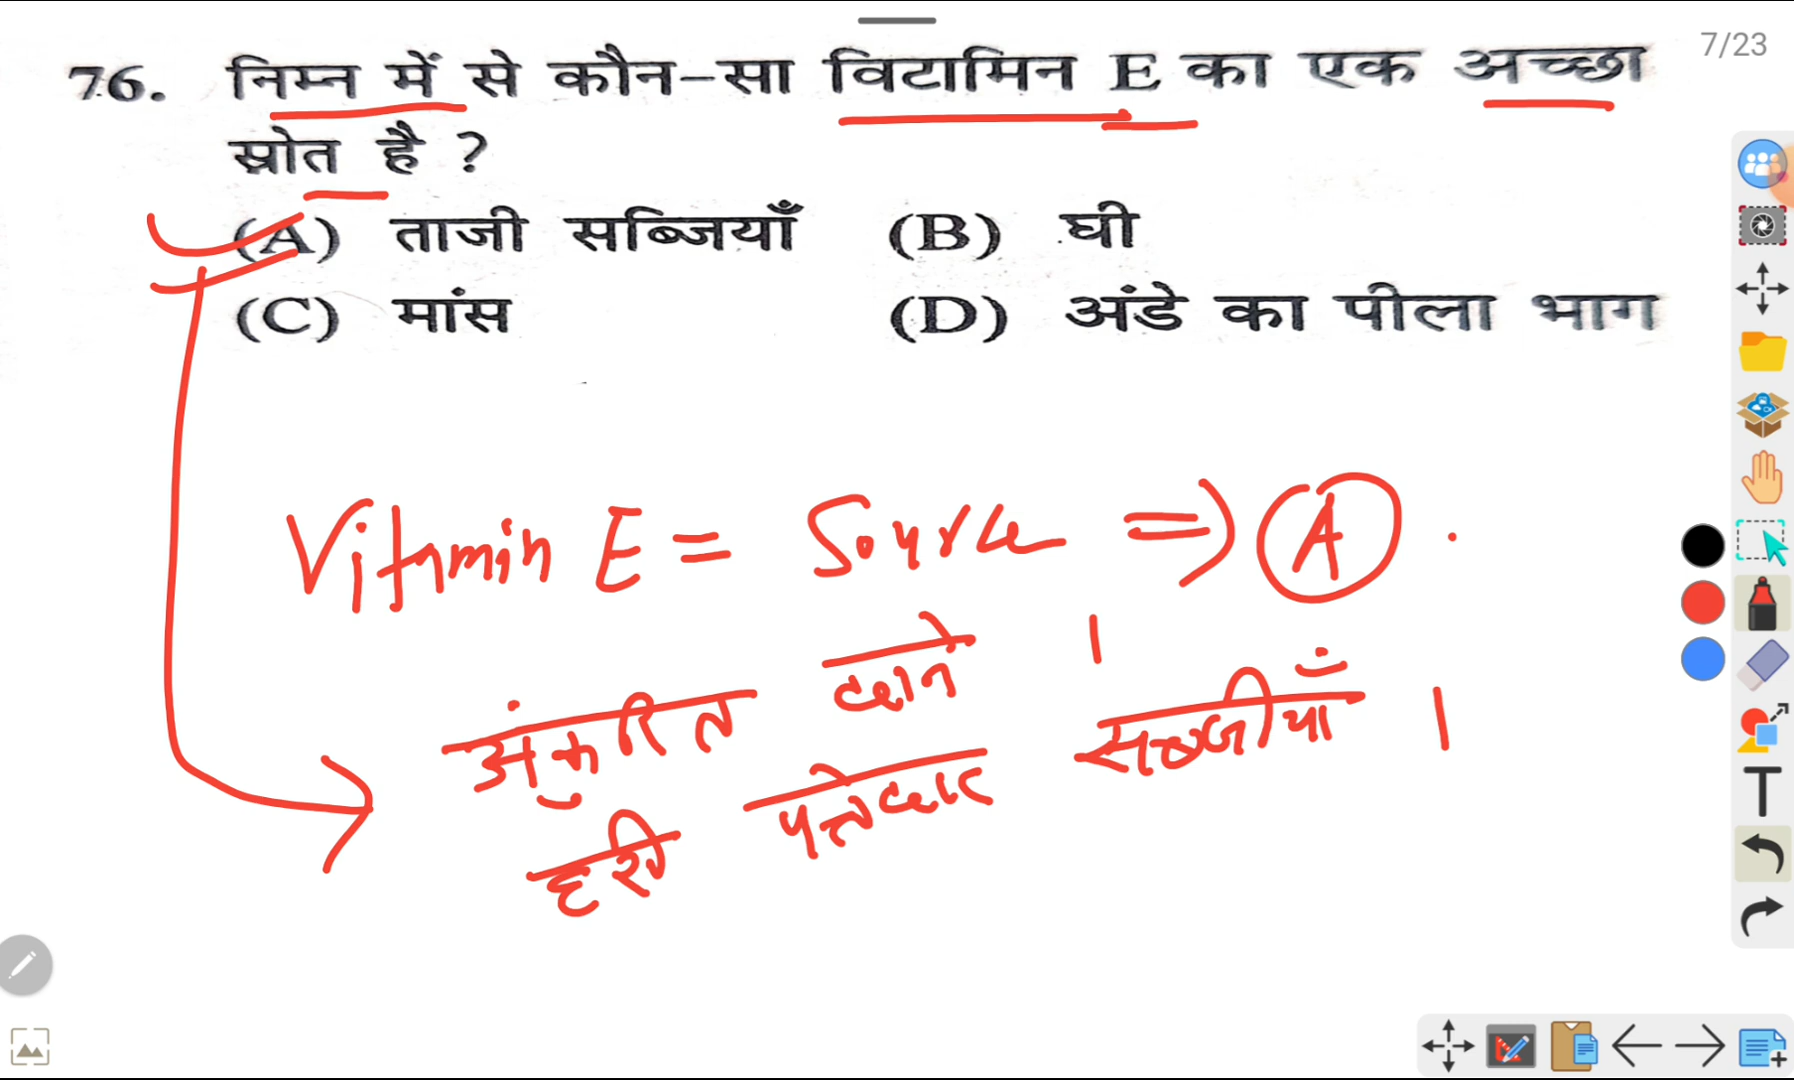 7/23
76. निम्न में से कौन-सा विटामिन E का एक अच्छा
स्रोत है ?
(A) ताजी सब्जियाँ (B) घी
(C) मांस (D) अंडे का पीला भाग
Vitamin E = Source ⇒ A .
अंकुरित दाने ।
हरी पत्तेदार सब्जीयाँ ।
T